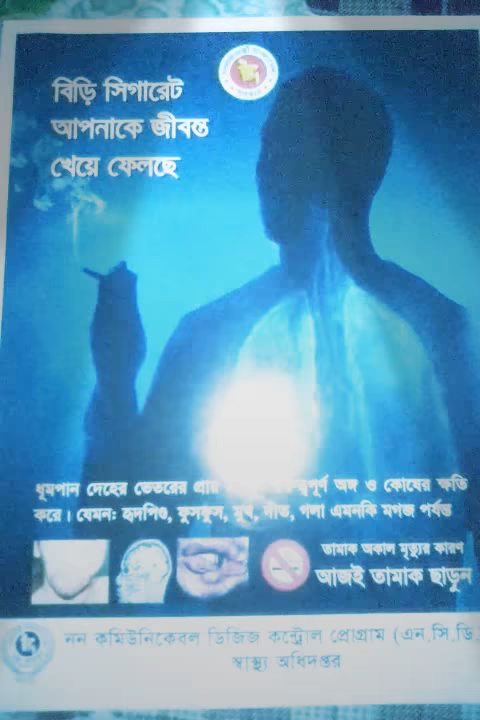 বিড়ি সিগারেট
আপনাকে জীবন্ত
খেয়ে ফেলছে
ধূমপান দেহের ভেতরের প্রায় অঙ্গ ও কোষের ক্ষতি
করে। যেমন: হৃদপিণ্ড, ফুসফুস, মুখ, দাঁত, গলা এমনকি মগজ পর্যন্ত
তামাক অকাল মৃত্যুর কারণ
আজই তামাক ছাড়ুন
নন কমিউনিকেবল ডিজিজ কন্ট্রোল প্রোগ্রাম (এন.সি.ডি.
স্বাস্থ্য অধিদপ্তর